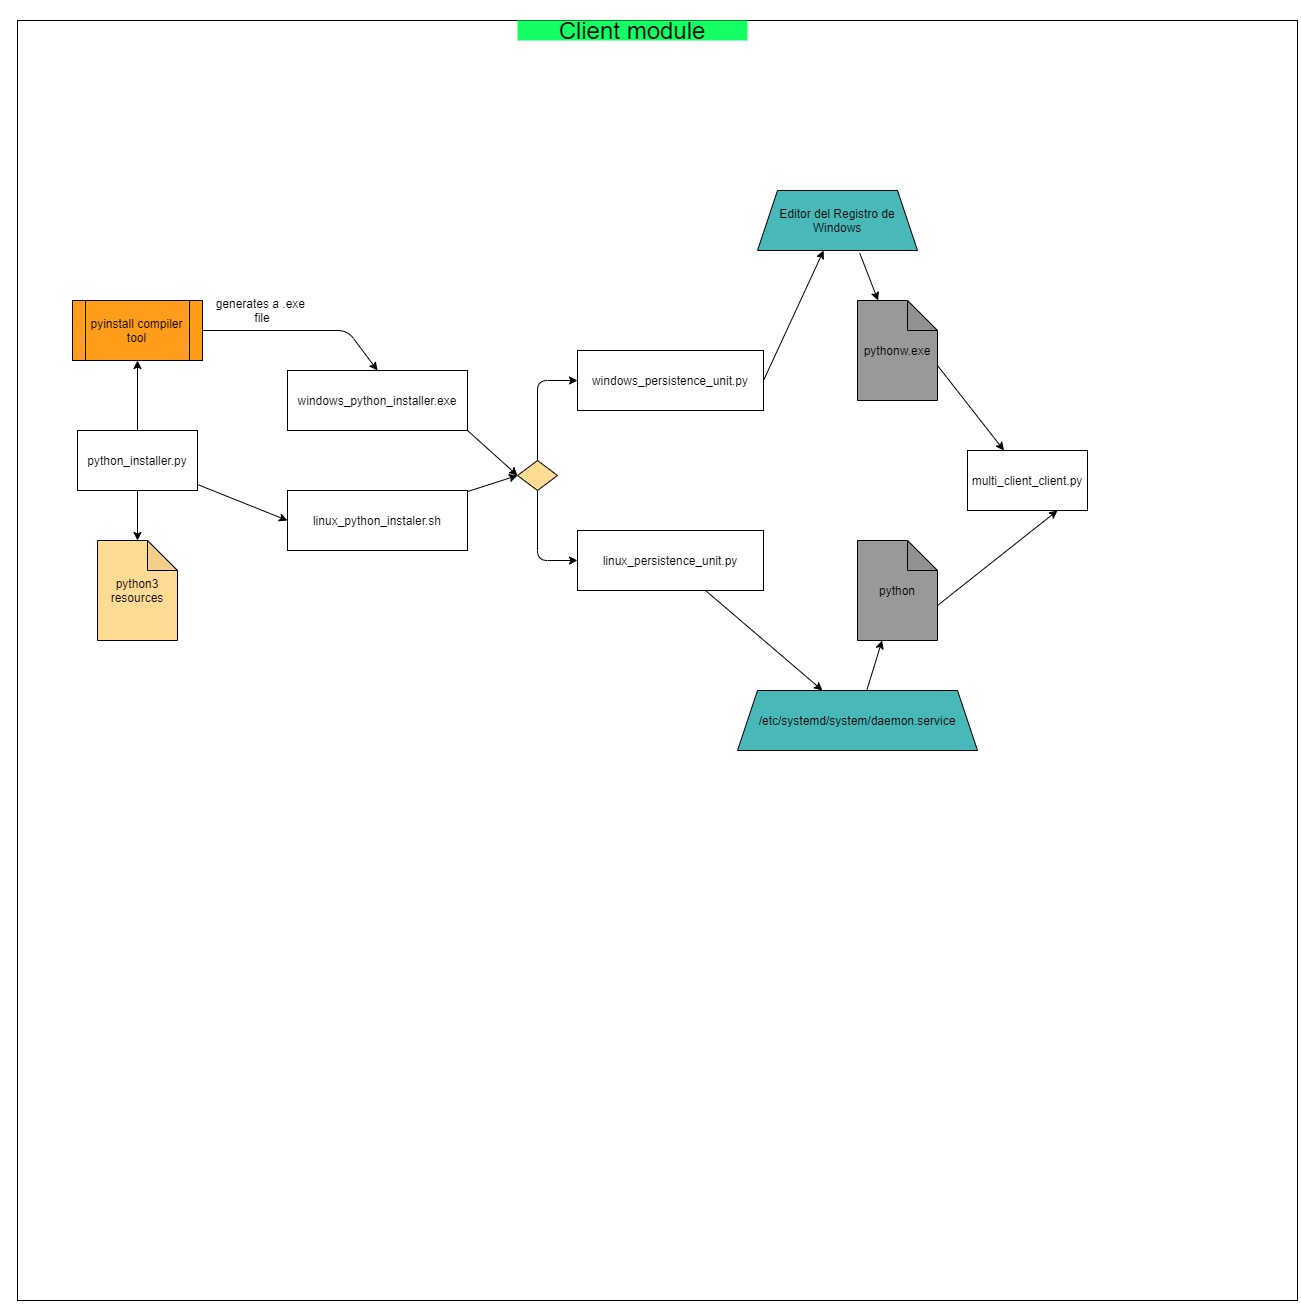 Client module
Editor del Registro de
Windows
generates a .exe
file
pyinstall compiler
tool
pythonw.exe
windows_persistence_unit.py
windows_python_installer.exe
python_installer.py
multi_client_client.py
linux_python_instaler.sh
linux_persistence_unit.py
python3
resources
python
/etc/systemd/system/daemon.service